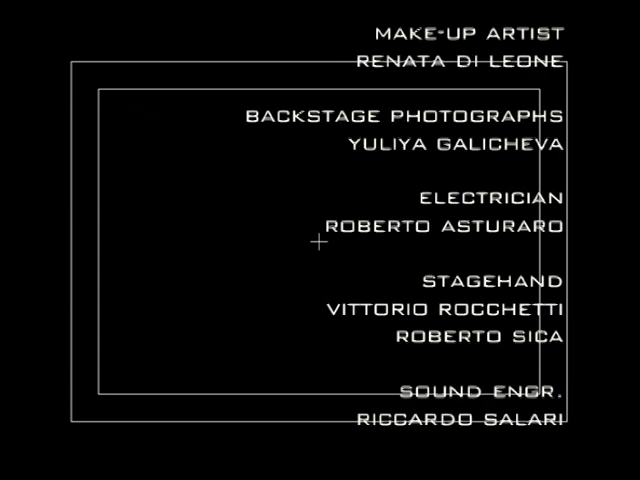 MAKE-UP ARTIST
RENATA DI LEONE
BACKSTAGE PHOTOGRAPHS
YULIYA GALICHEVA
ELECTRICIAN
ROBERTO ASTURARO
STAGEHAND
VITTORIO ROCCHETTI
ROBERTO SICA
SOUND ENGR.
RICCARDO SALARI